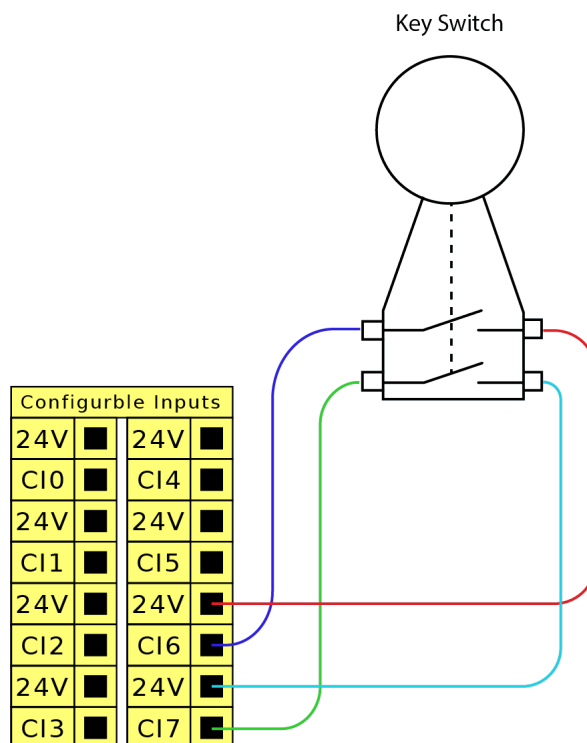 Key Switch
Configurble Inputs
24V 24V
CI0 CI4
24V 24V
CI1 CI5
24V 24V
CI2 CI6
24V 24V
CI3 CI7